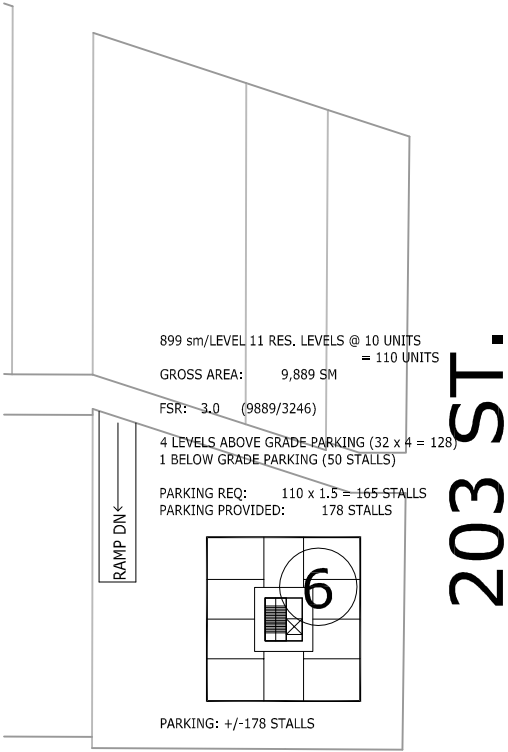 899 sm/LEVEL 11 RES. LEVELS @ 10 UNITS
= 110 UNITS
GROSS AREA: 9,889 SM
FSR: 3.0 (9889/3246)
4 LEVELS ABOVE GRADE PARKING (32 x 4 = 128)
1 BELOW GRADE PARKING (50 STALLS)
PARKING REQ: 110 x 1.5 = 165 STALLS
PARKING PROVIDED: 178 STALLS
RAMP DN
6
PARKING: +/-178 STALLS
203 ST.